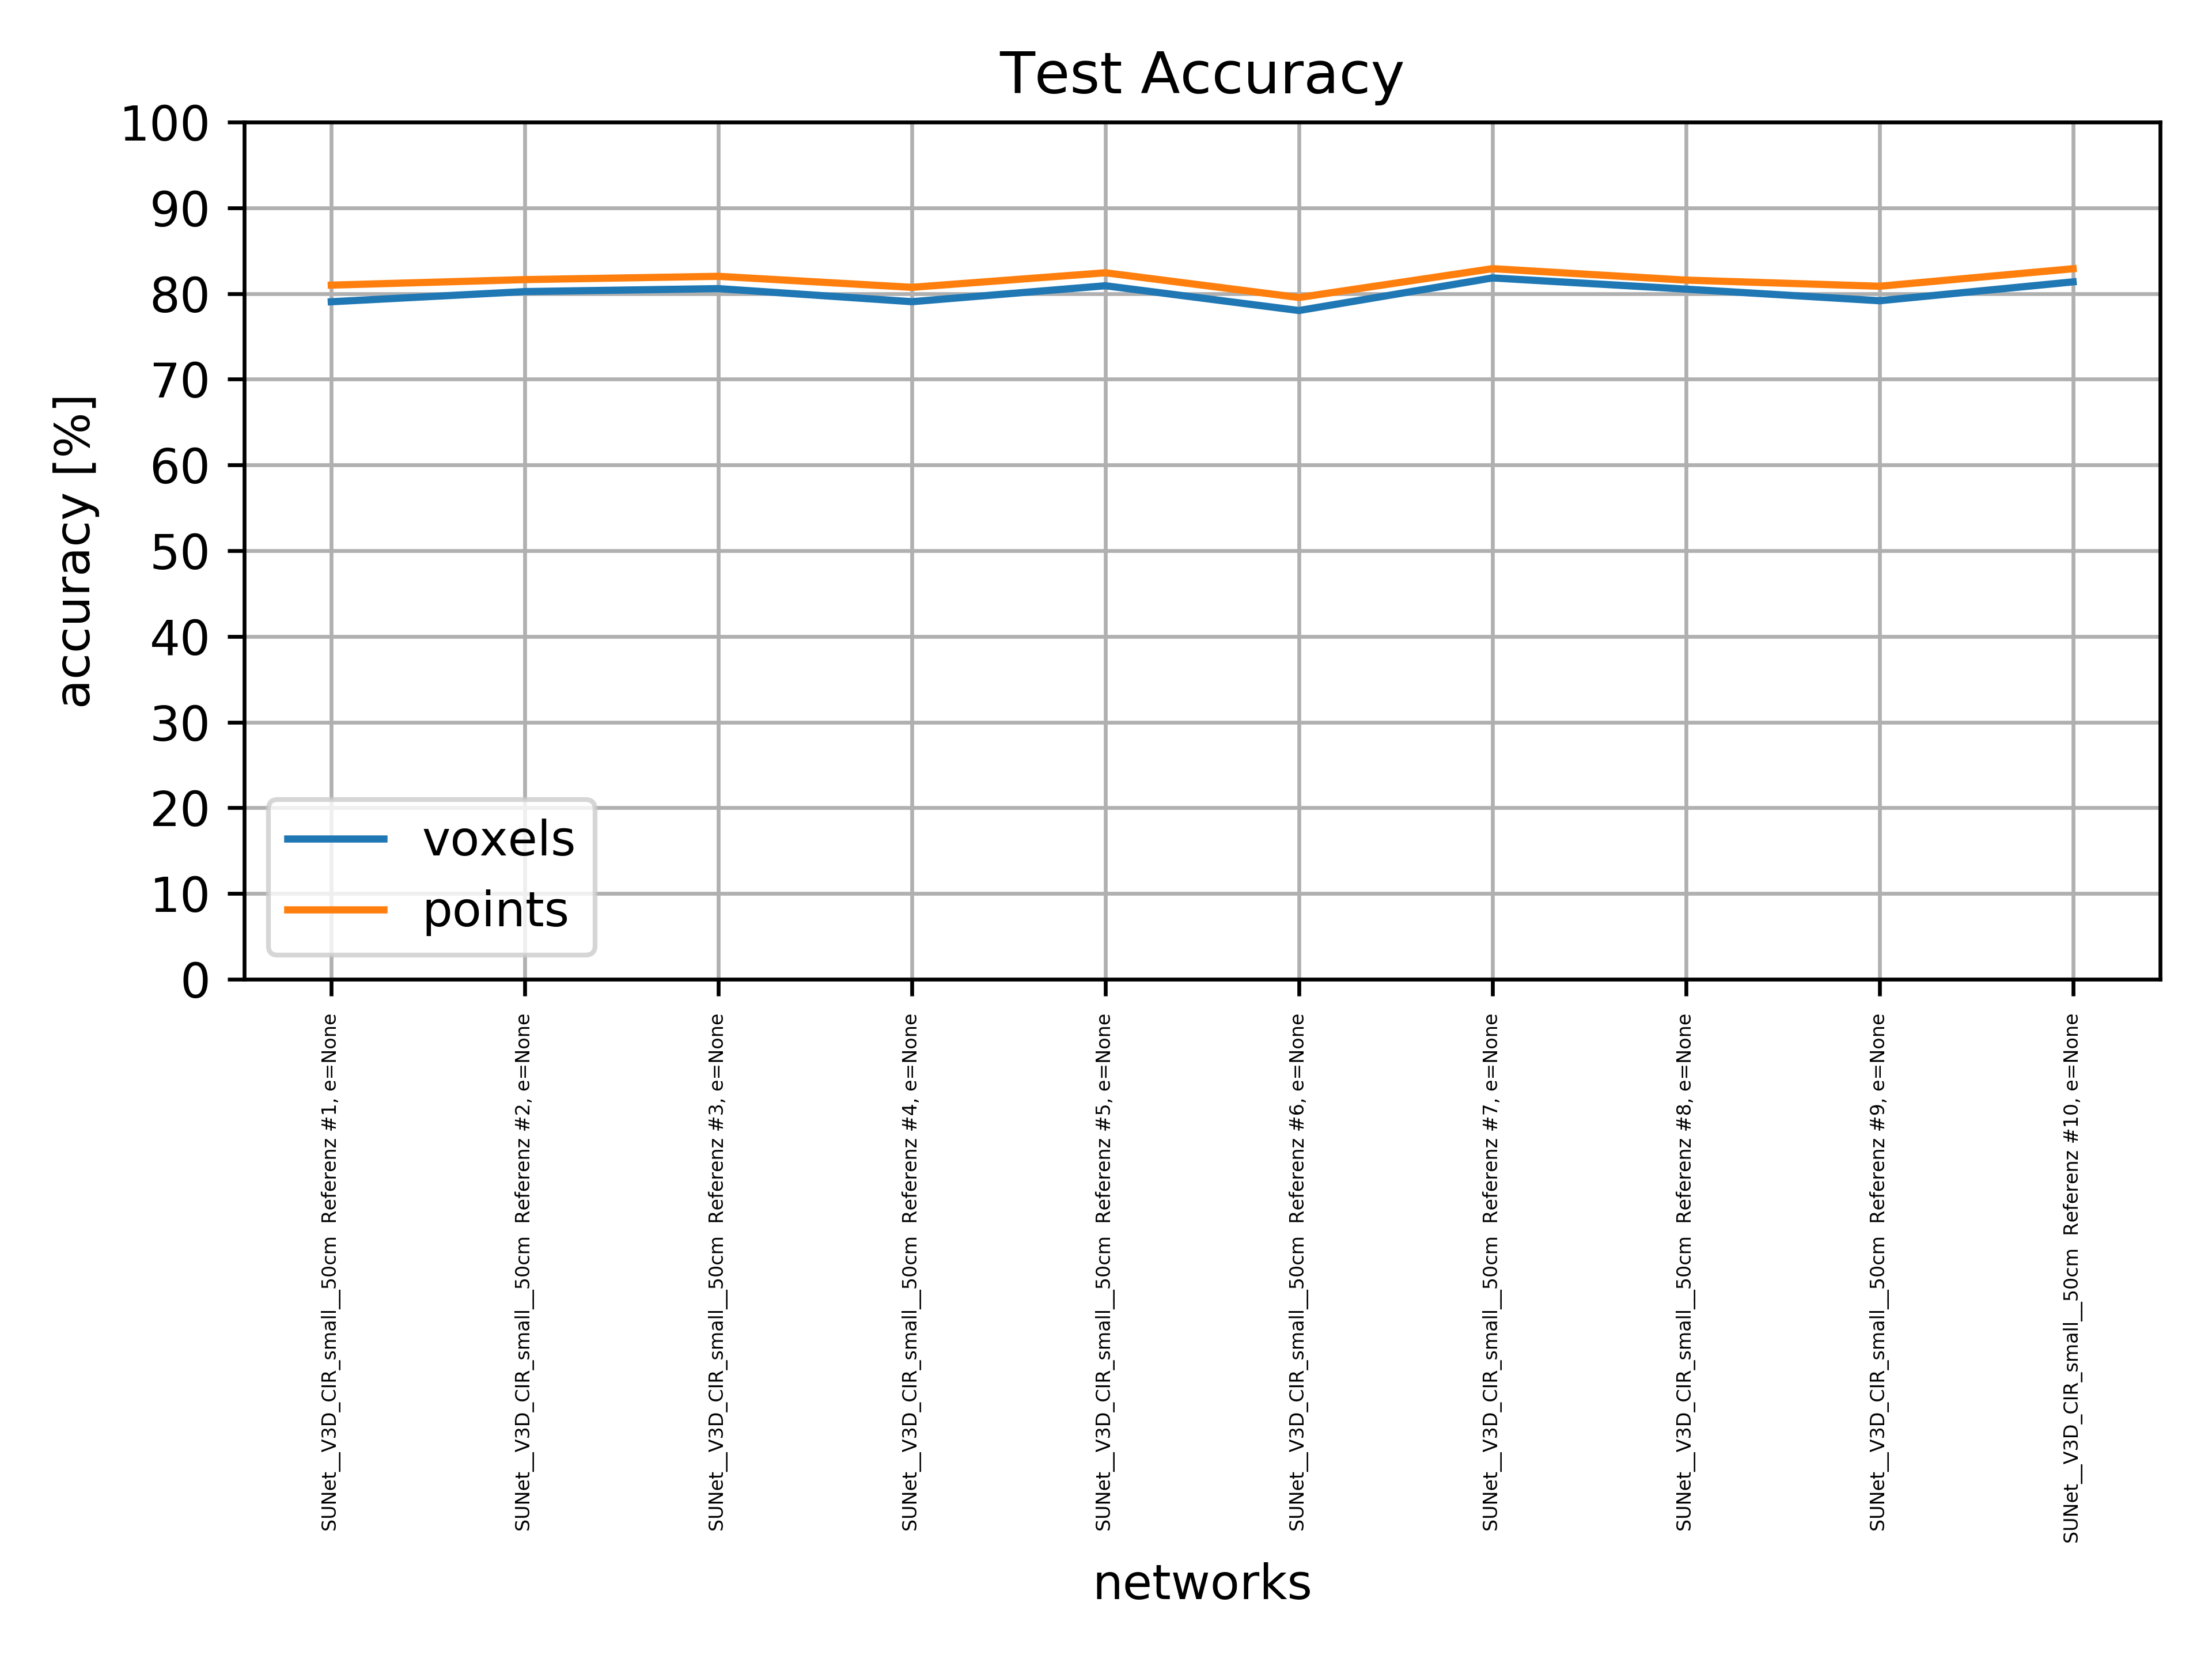 Test Accuracy
accuracy [%]
100
90
80
70
60
50
40
30
20
10
0
voxels
points
SUNet__V3D_CIR_small__50cm Referenz #1, e=None
SUNet__V3D_CIR_small__50cm Referenz #2, e=None
SUNet__V3D_CIR_small__50cm Referenz #3, e=None
SUNet__V3D_CIR_small__50cm Referenz #4, e=None
SUNet__V3D_CIR_small__50cm Referenz #5, e=None
SUNet__V3D_CIR_small__50cm Referenz #6, e=None
SUNet__V3D_CIR_small__50cm Referenz #7, e=None
SUNet__V3D_CIR_small__50cm Referenz #8, e=None
SUNet__V3D_CIR_small__50cm Referenz #9, e=None
SUNet__V3D_CIR_small__50cm Referenz #10, e=None
networks